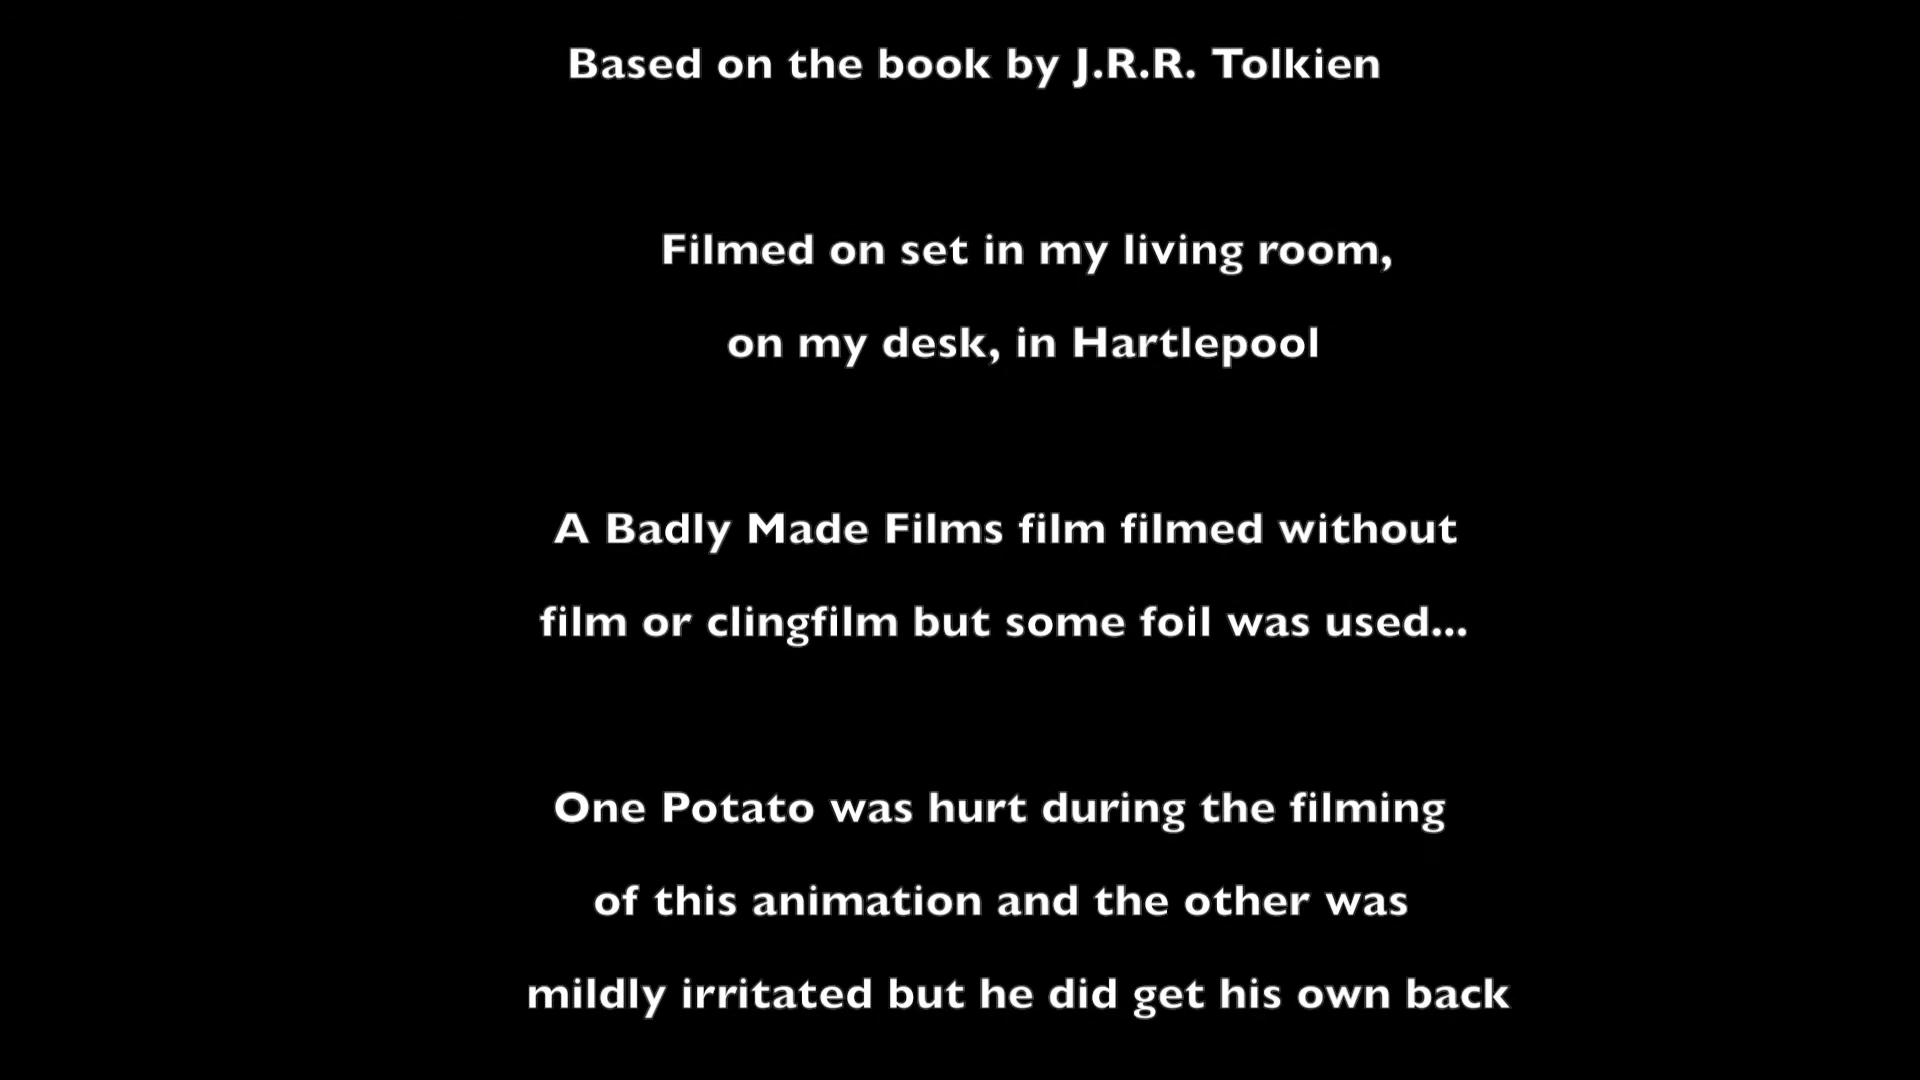 Based on the book by J.R.R. Tolkien
Filmed on set in my living room,
on my desk, in Hartlepool
A Badly Made Films film filmed without
film or clingfilm but some foil was used...
One Potato was hurt during the filming
of this animation and the other was
mildly irritated but he did get his own back